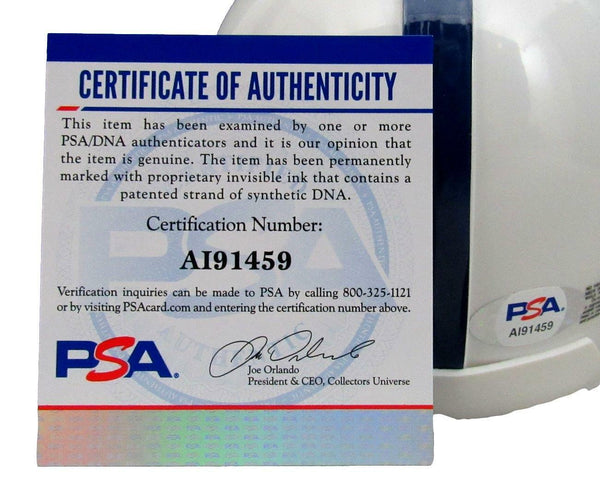 CERTIFICATE OF AUTHENTICITY
This item has been examined by one or more
PSA/DNA authenticators and it is our opinion that
the item is genuine. The item has been permanently
marked with proprietary invisible ink that contains a
patented strand of synthetic DNA.
Certification Number:
AI91459
Verification inquiries can be made to PSA by calling 800-325-1121
or by visiting PSAcard.com and entering the certification number above.
PSA
Joe Orlando
President & CEO, Collectors Universe
PSA
AI91459